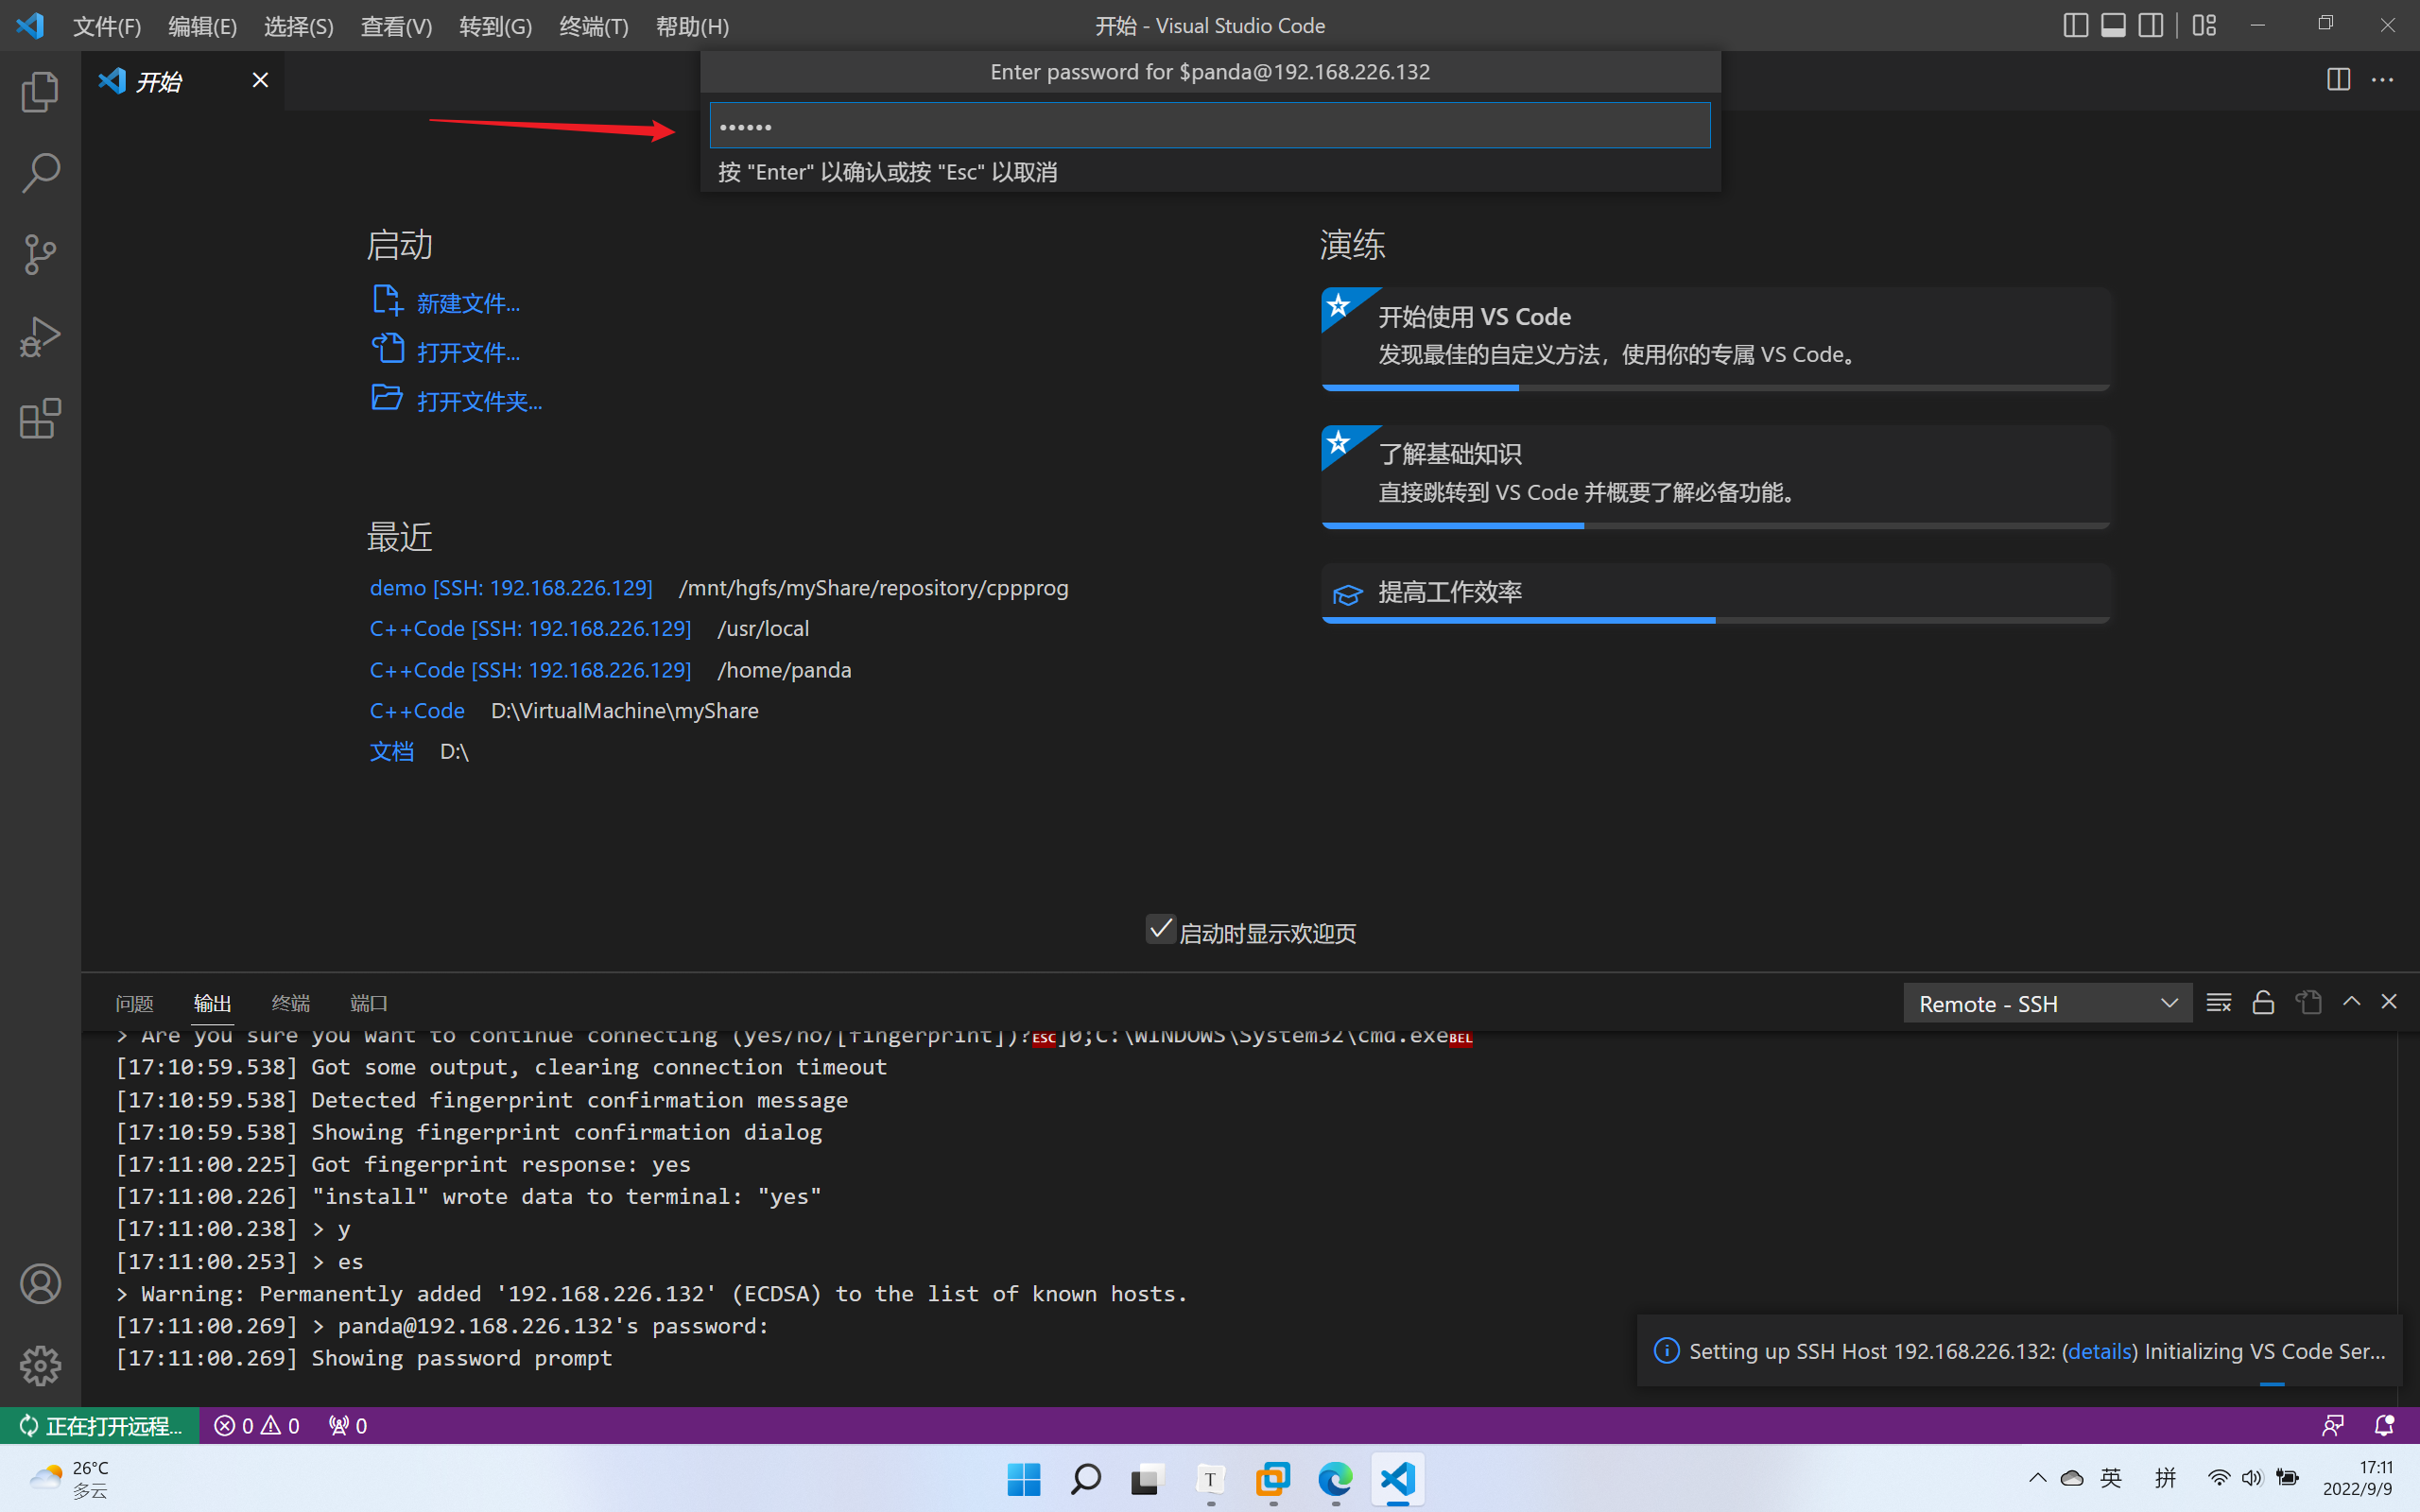 文件(F) 编辑(E) 选择(S) 查看(V) 转到(G) 终端(T) 帮助(H)
开始 - Visual Studio Code
开始
Enter password for $panda@192.168.226.132
••••••
按 "Enter" 以确认或按 "Esc" 以取消
启动
新建文件...
打开文件...
打开文件夹...
最近
demo [SSH: 192.168.226.129] /mnt/hgfs/myShare/repository/cppprog
C++Code [SSH: 192.168.226.129] /usr/local
C++Code [SSH: 192.168.226.129] /home/panda
C++Code D:\VirtualMachine\myShare
文档 D:\
演练
开始使用 VS Code
发现最佳的自定义方法，使用你的专属 VS Code。
了解基础知识
直接跳转到 VS Code 并概要了解必备功能。
提高工作效率
启动时显示欢迎页
问题 输出 终端 端口
Remote - SSH
> Are you sure you want to continue connecting (yes/no/[fingerprint])?ESC]0;C:\WINDOWS\System32\cmd.exeBEL
[17:10:59.538] Got some output, clearing connection timeout
[17:10:59.538] Detected fingerprint confirmation message
[17:10:59.538] Showing fingerprint confirmation dialog
[17:11:00.225] Got fingerprint response: yes
[17:11:00.226] "install" wrote data to terminal: "yes"
[17:11:00.238] > y
[17:11:00.253] > es
> Warning: Permanently added '192.168.226.132' (ECDSA) to the list of known hosts.
[17:11:00.269] > panda@192.168.226.132's password:
[17:11:00.269] Showing password prompt
Setting up SSH Host 192.168.226.132: (details) Initializing VS Code Ser...
正在打开远程... 0 0 0
26°C
多云
T
英 拼
17:11
2022/9/9